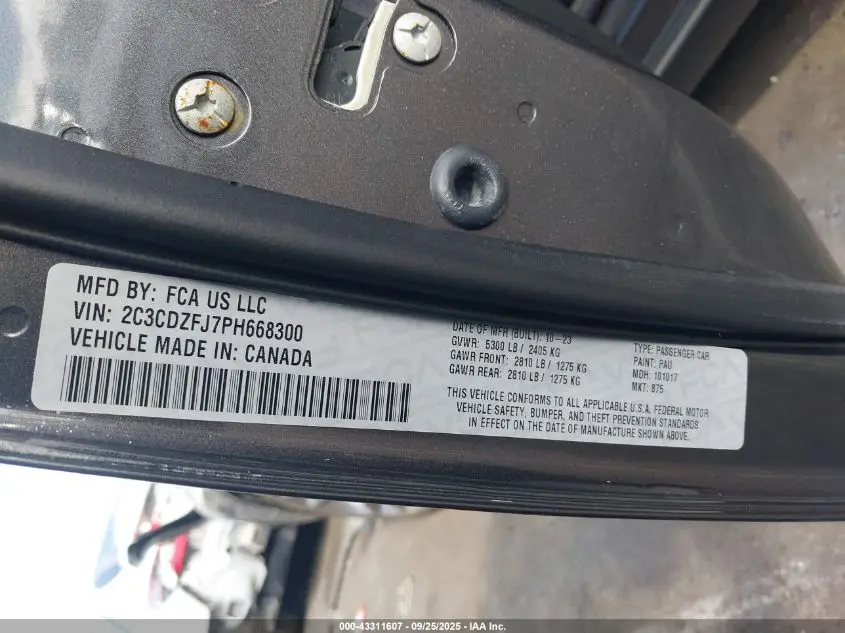 MFD BY: FCA US LLC
VIN: 2C3CDZFJ7PH668300
VEHICLE MADE IN: CANADA
DATE OF MFR (BUILT): 10-23
GVWR: 5300 LB / 2405 KG
GAWR FRONT: 2810 LB / 1275 KG
GAWR REAR: 2810 LB / 1275 KG
TYPE: PASSENGER CAR
PAINT: PAU
MDH: 101017
MKT: 875
THIS VEHICLE CONFORMS TO ALL APPLICABLE U.S.A. FEDERAL MOTOR
VEHICLE SAFETY, BUMPER, AND THEFT PREVENTION STANDARDS
IN EFFECT ON THE DATE OF MANUFACTURE SHOWN ABOVE.
000-43311607 - 09/25/2025 - IAA Inc.